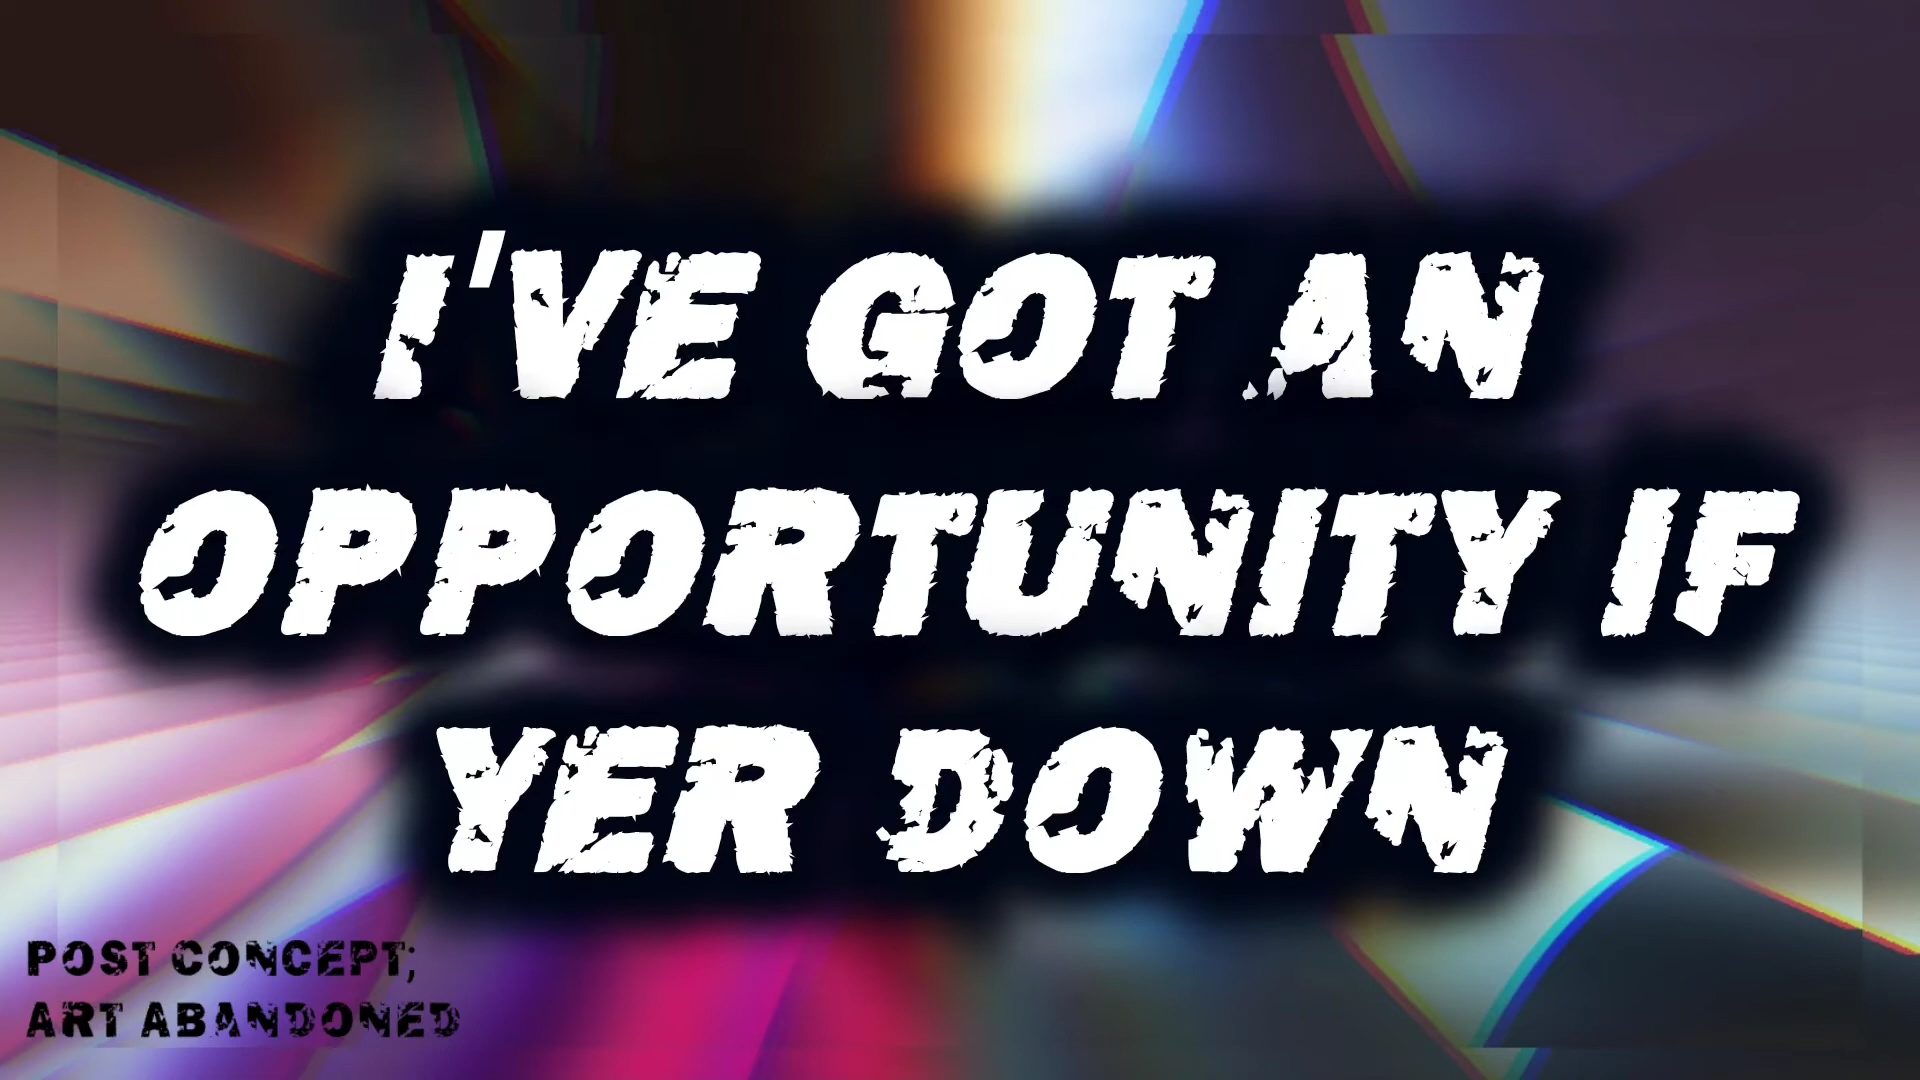 I'VE GOT AN
OPPORTUNITY IF
YER DOWN
POST CONCEPT;
ART ABANDONED